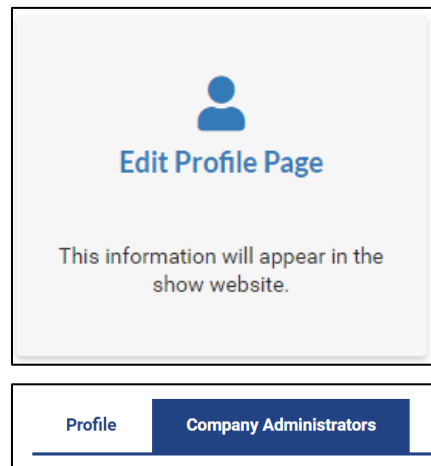 Edit Profile Page
This information will appear in the
show website.
Profile Company Administrators